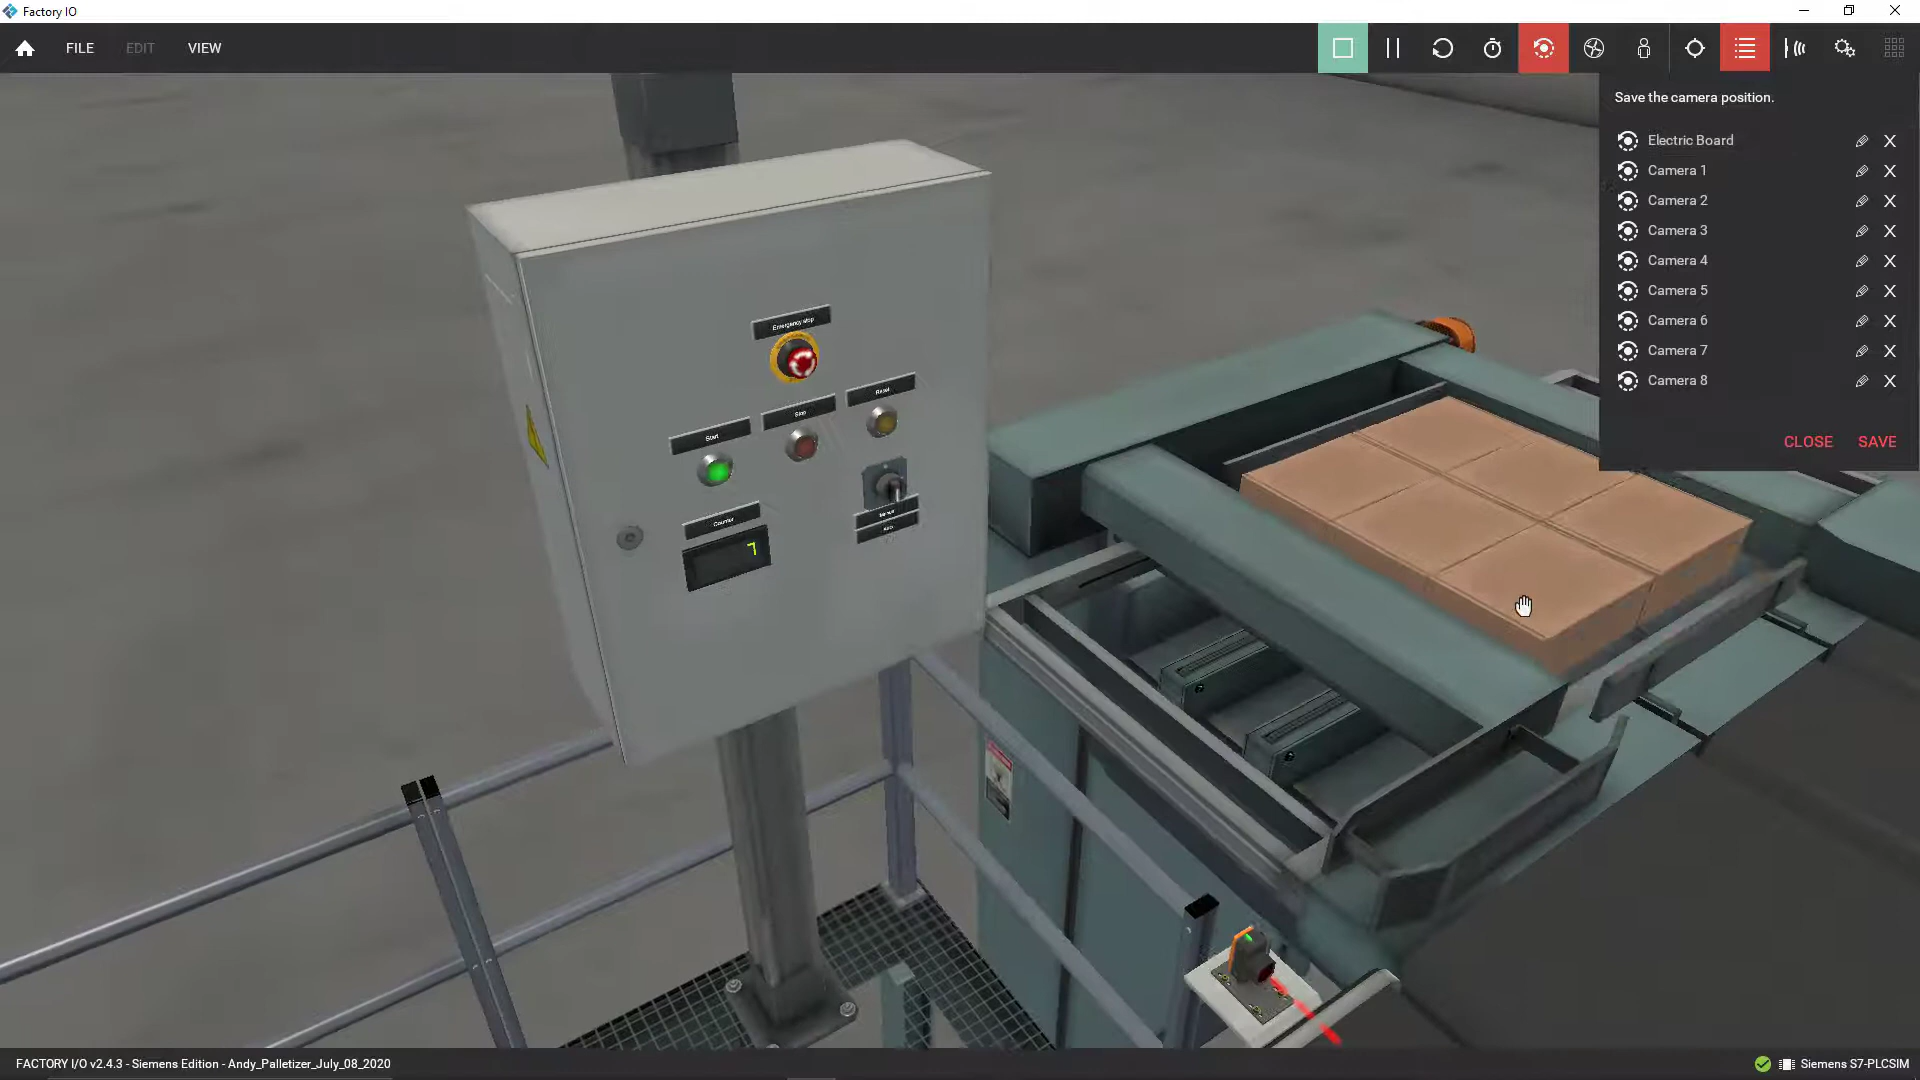 Factory IO
FILE EDIT VIEW
Save the camera position.
Electric Board
Camera 1
Camera 2
Camera 3
Camera 4
Camera 5
Camera 6
Camera 7
Camera 8
CLOSE SAVE
Emergency stop
Reset
Stop
Start
Counter
7
FACTORY I/O v2.4.3 - Siemens Edition - Andy_Palletizer_July_08_2020
Siemens S7-PLCSIM